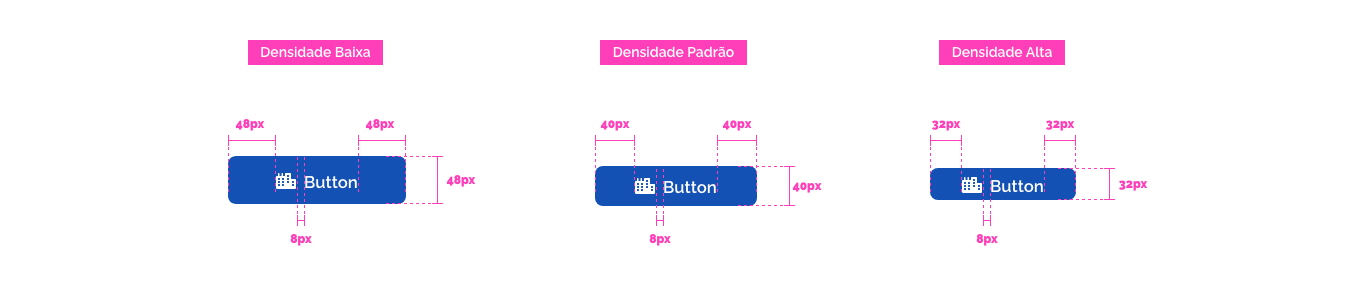 Densidade Baixa
48px
48px
Button
48px
8px
Densidade Padrão
40px
40px
Button
40px
8px
Densidade Alta
32px
32px
Button
32px
8px